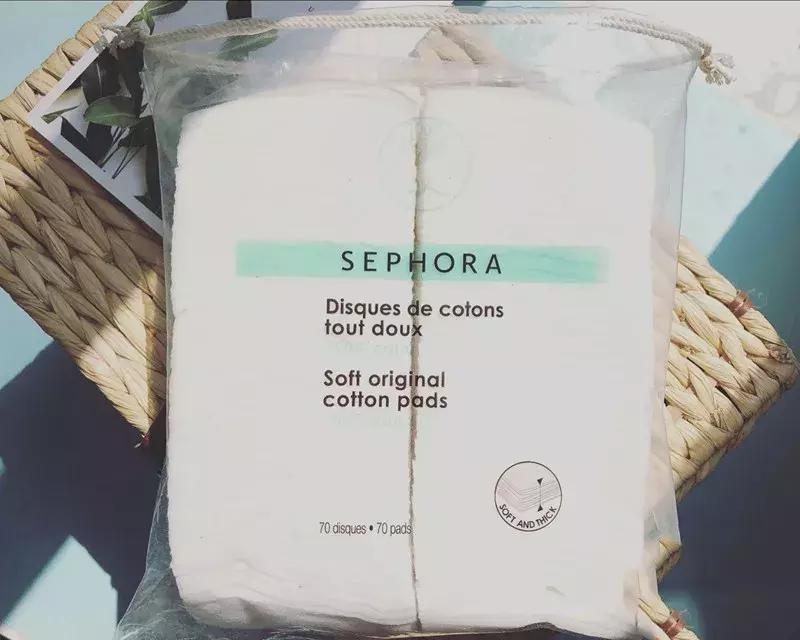 SEPHORA
Disques de cotons
tout doux
Soft original
cotton pads
SOFT AND THICK
70 disques • 70 pads